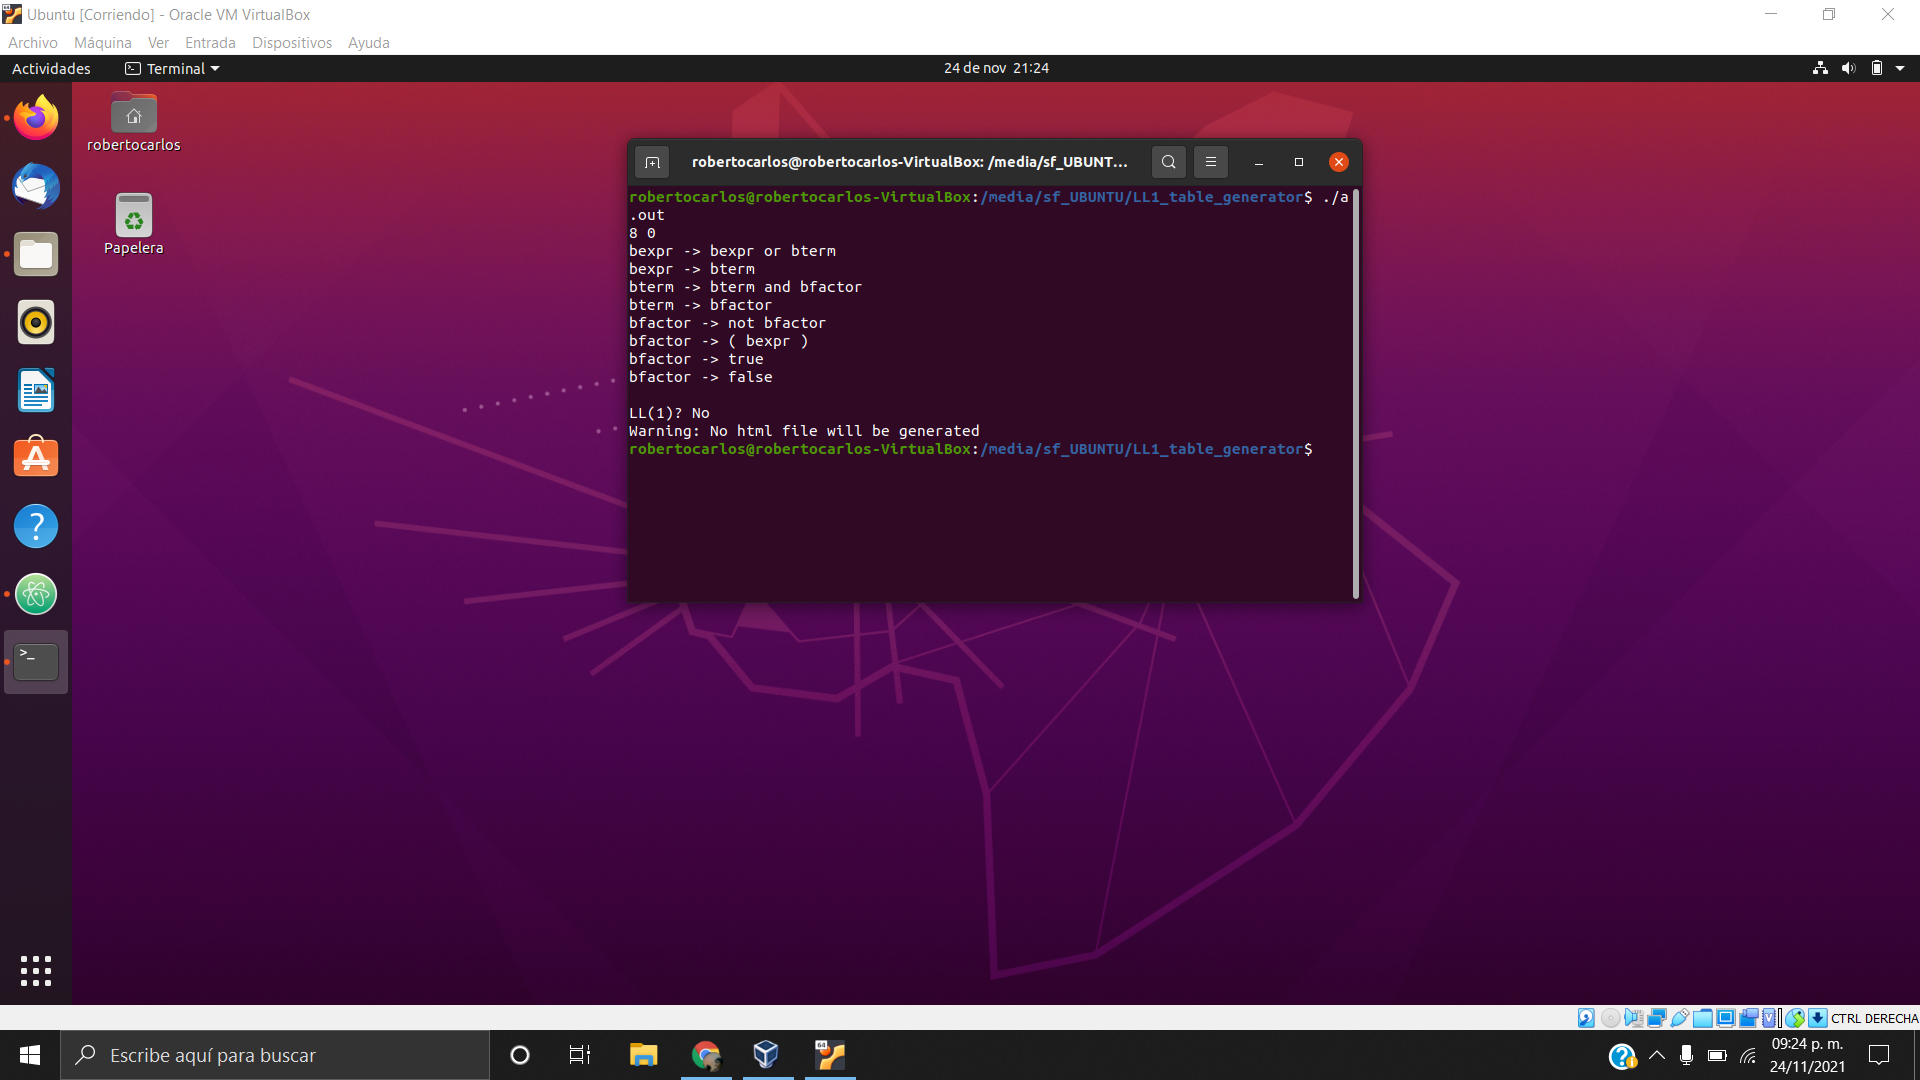 Ubuntu [Corriendo] - Oracle VM VirtualBox
Archivo Máquina Ver Entrada Dispositivos Ayuda
Actividades Terminal 24 de nov 21:24
robertocarlos
Papelera
robertocarlos@robertocarlos-VirtualBox: /media/sf_UBUNT...
robertocarlos@robertocarlos-VirtualBox:/media/sf_UBUNTU/LL1_table_generator$ ./a
.out
8 0
bexpr -> bexpr or bterm
bexpr -> bterm
bterm -> bterm and bfactor
bterm -> bfactor
bfactor -> not bfactor
bfactor -> ( bexpr )
bfactor -> true
bfactor -> false
LL(1)? No
Warning: No html file will be generated
robertocarlos@robertocarlos-VirtualBox:/media/sf_UBUNTU/LL1_table_generator$
CTRL DERECHA
Escribe aquí para buscar
64
09:24 p. m.
24/11/2021